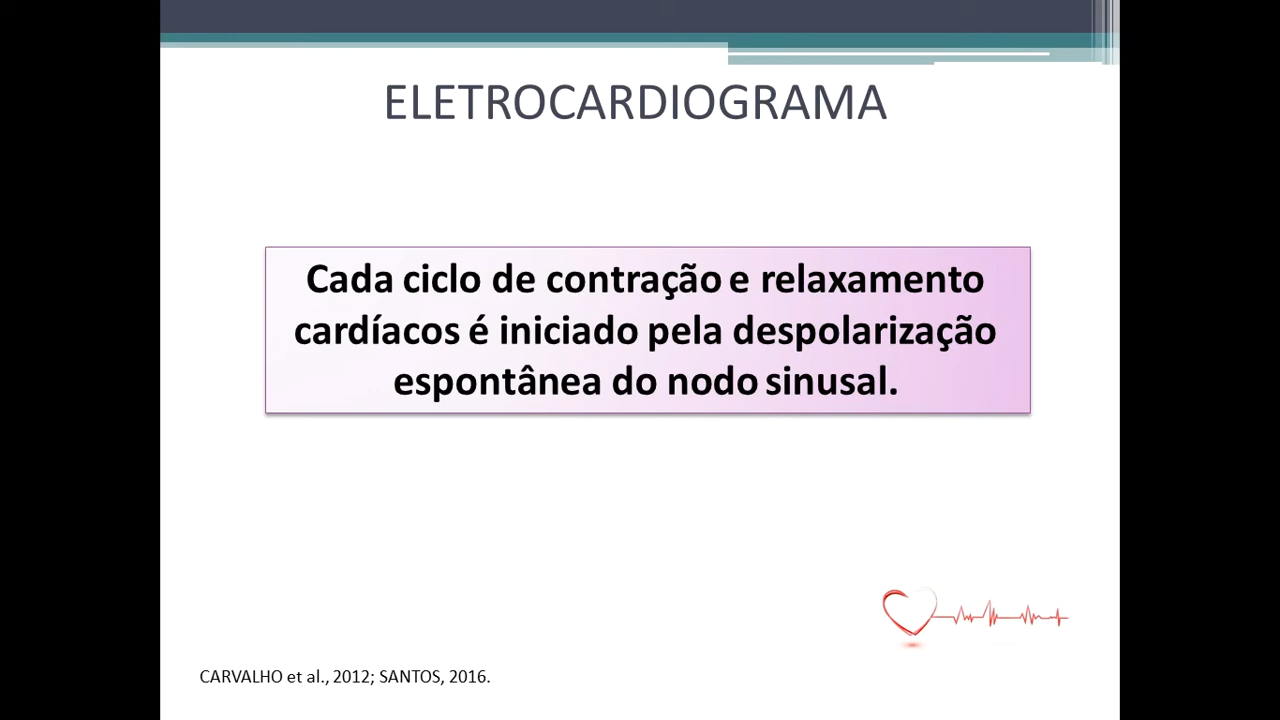 ELETROCARDIOGRAMA
Cada ciclo de contração e relaxamento
cardíacos é iniciado pela despolarização
espontânea do nodo sinusal.
CARVALHO et al., 2012; SANTOS, 2016.